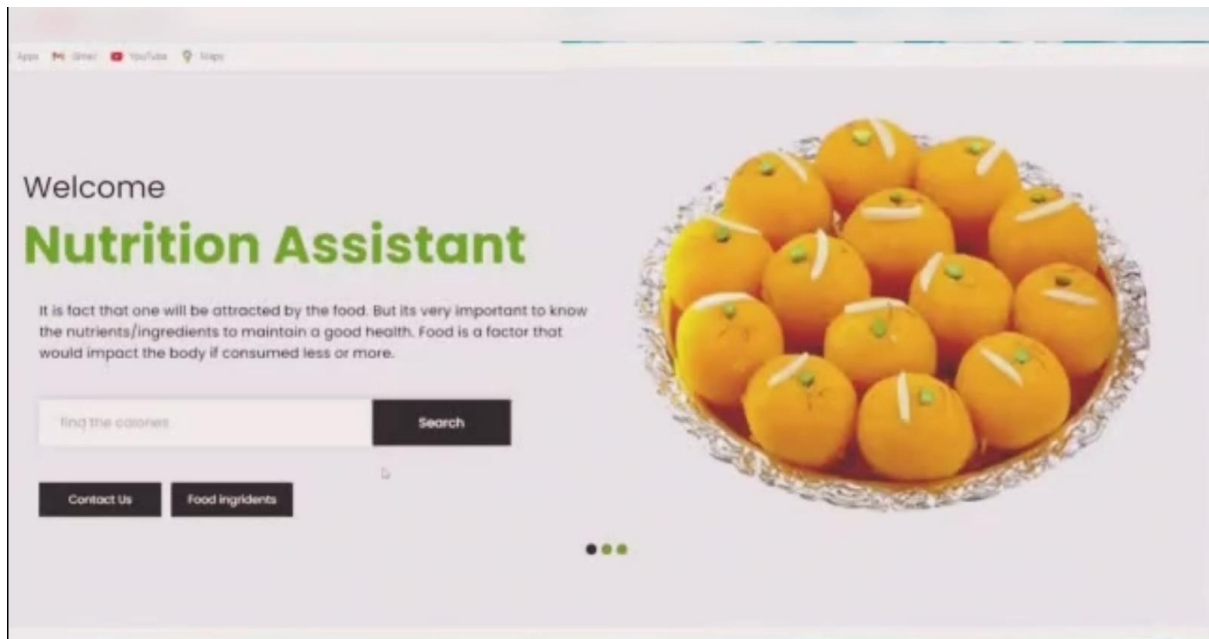 Apps Gmail YouTube Maps
Welcome
Nutrition Assistant
It is fact that one will be attracted by the food. But its very important to know
the nutrients/ingredients to maintain a good health. Food is a factor that
would impact the body if consumed less or more.
find the calories Search
Contact Us Food ingridents